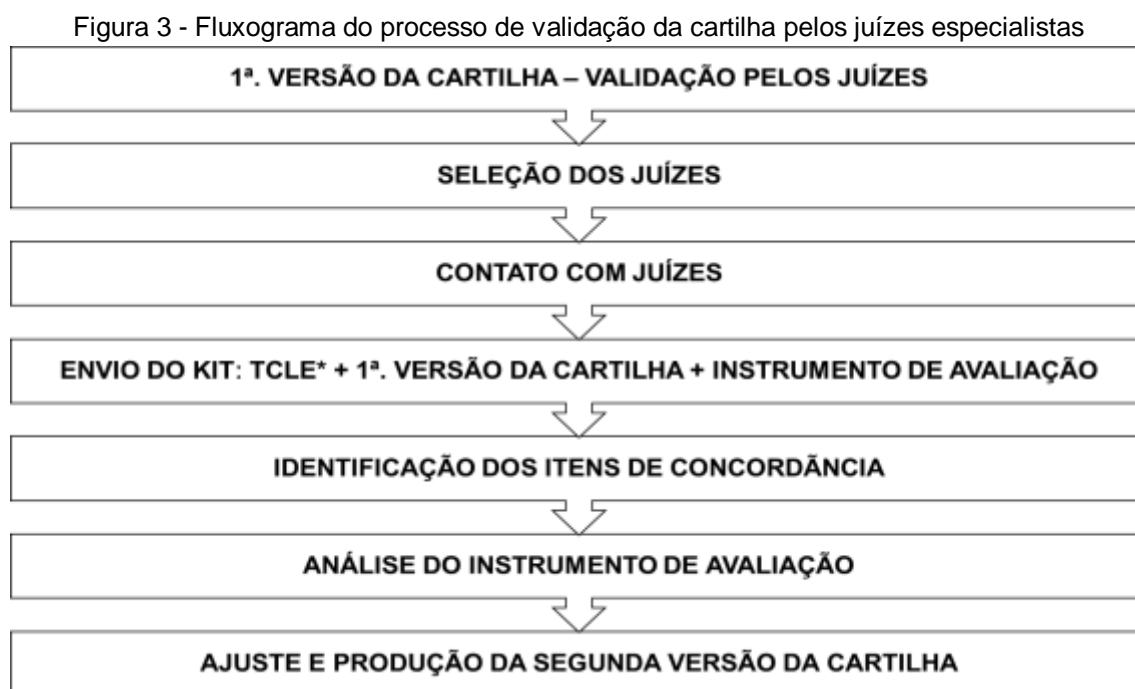 Figura 3 - Fluxograma do processo de validação da cartilha pelos juízes especialistas
1ª. VERSÃO DA CARTILHA – VALIDAÇÃO PELOS JUÍZES
SELEÇÃO DOS JUÍZES
CONTATO COM JUÍZES
ENVIO DO KIT: TCLE* + 1ª. VERSÃO DA CARTILHA + INSTRUMENTO DE AVALIAÇÃO
IDENTIFICAÇÃO DOS ITENS DE CONCORDÂNCIA
ANÁLISE DO INSTRUMENTO DE AVALIAÇÃO
AJUSTE E PRODUÇÃO DA SEGUNDA VERSÃO DA CARTILHA